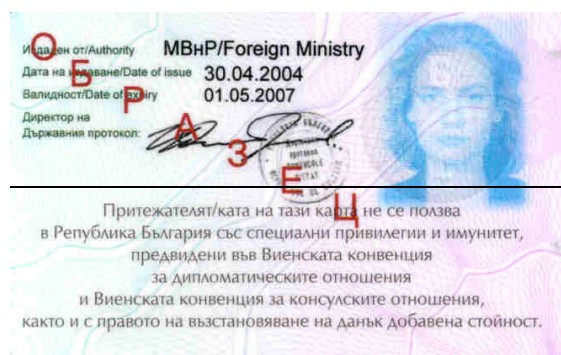 Издаден от/Authority МВнР/Foreign Ministry
Дата на издаване/Date of issue 30.04.2004
Валидност/Date of expiry 01.05.2007
Директор на
Държавния протокол:
ОБРАЗЕЦ
Притежателят/ката на тази карта не се ползва
в Република България със специални привилегии и имунитет,
предвидени във Виенската конвенция
за дипломатическите отношения
и Виенската конвенция за консулските отношения,
както и с правото на възстановяване на данък добавена стойност.